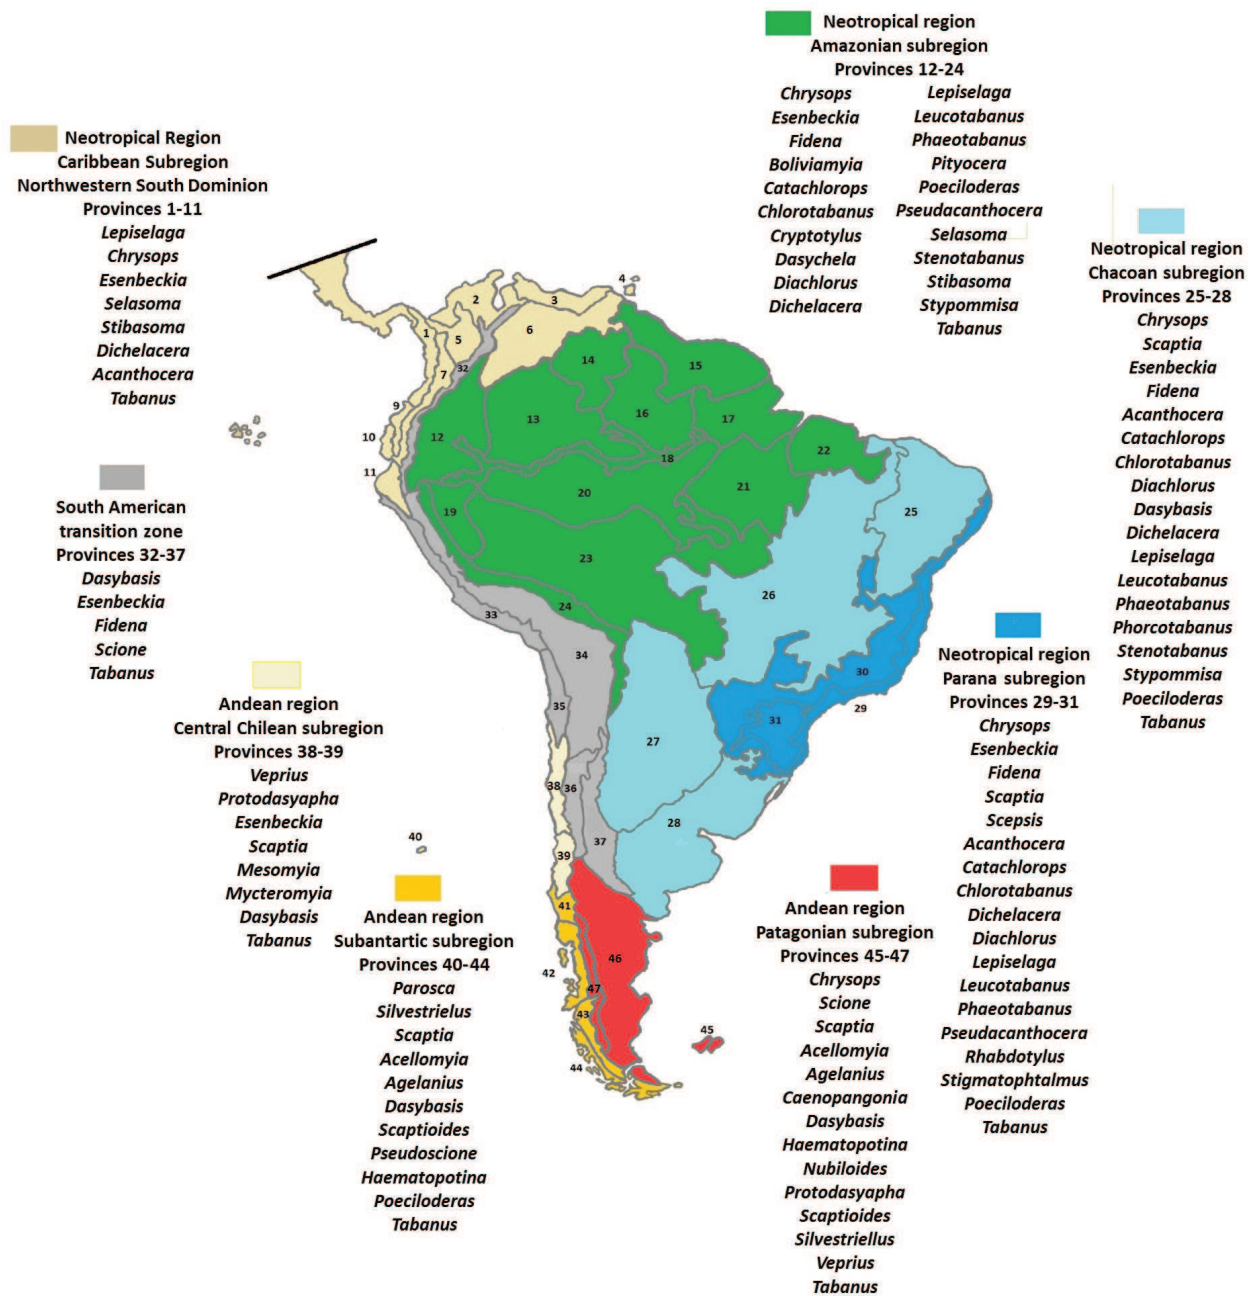 Neotropical region
Amazonian subregion
Provinces 12-24
Chrysops
Esenbeckia
Fidena
Boliviamyia
Catachlorops
Chlorotabanus
Cryptotylus
Dasychela
Diachlorus
Dichelacera
Lepiselaga
Leucotabanus
Phaeotabanus
Pityocera
Poeciloderas
Pseudacanthocera
Selasoma
Stenotabanus
Stibasoma
Stypommisa
Tabanus
Neotropical Region
Caribbean Subregion
Northwestern South Dominion
Provinces 1-11
Lepiselaga
Chrysops
Esenbeckia
Selasoma
Stibasoma
Dichelacera
Acanthocera
Tabanus
Neotropical region
Chacoan subregion
Provinces 25-28
Chrysops
Scaptia
Esenbeckia
Fidena
Acanthocera
Catachlorops
Chlorotabanus
Diachlorus
Dasybasis
Dichelacera
Lepiselaga
Leucotabanus
Phaeotabanus
Phorcotabanus
Stenotabanus
Stypommisa
Poeciloderas
Tabanus
South American
transition zone
Provinces 32-37
Dasybasis
Esenbeckia
Fidena
Scione
Tabanus
Neotropical region
Parana subregion
Provinces 29-31
Chrysops
Esenbeckia
Fidena
Scaptia
Scepsis
Acanthocera
Catachlorops
Chlorotabanus
Dichelacera
Diachlorus
Lepiselaga
Leucotabanus
Phaeotabanus
Pseudacanthocera
Rhabdotylus
Stigmatophtalmus
Poeciloderas
Tabanus
Andean region
Central Chilean subregion
Provinces 38-39
Veprius
Protodasyapha
Esenbeckia
Scaptia
Mesomyia
Mycteromyia
Dasybasis
Tabanus
Andean region
Subantartic subregion
Provinces 40-44
Parosca
Silvestrielus
Scaptia
Acellomyia
Agelanius
Dasybasis
Scaptioides
Pseudoscione
Haematopotina
Poeciloderas
Tabanus
Andean region
Patagonian subregion
Provinces 45-47
Chrysops
Scione
Scaptia
Acellomyia
Agelanius
Caenopangonia
Dasybasis
Haematopotina
Nubiloides
Protodasyapha
Scaptioides
Silvestriellus
Veprius
Tabanus
4
2
3
1
5
6
7
32
14
15
9
16
17
13
10
12
22
18
11
21
20
19
25
23
26
24
33
34
30
35
29
31
27
38
36
28
40
37
39
41
46
42
47
43
45
44